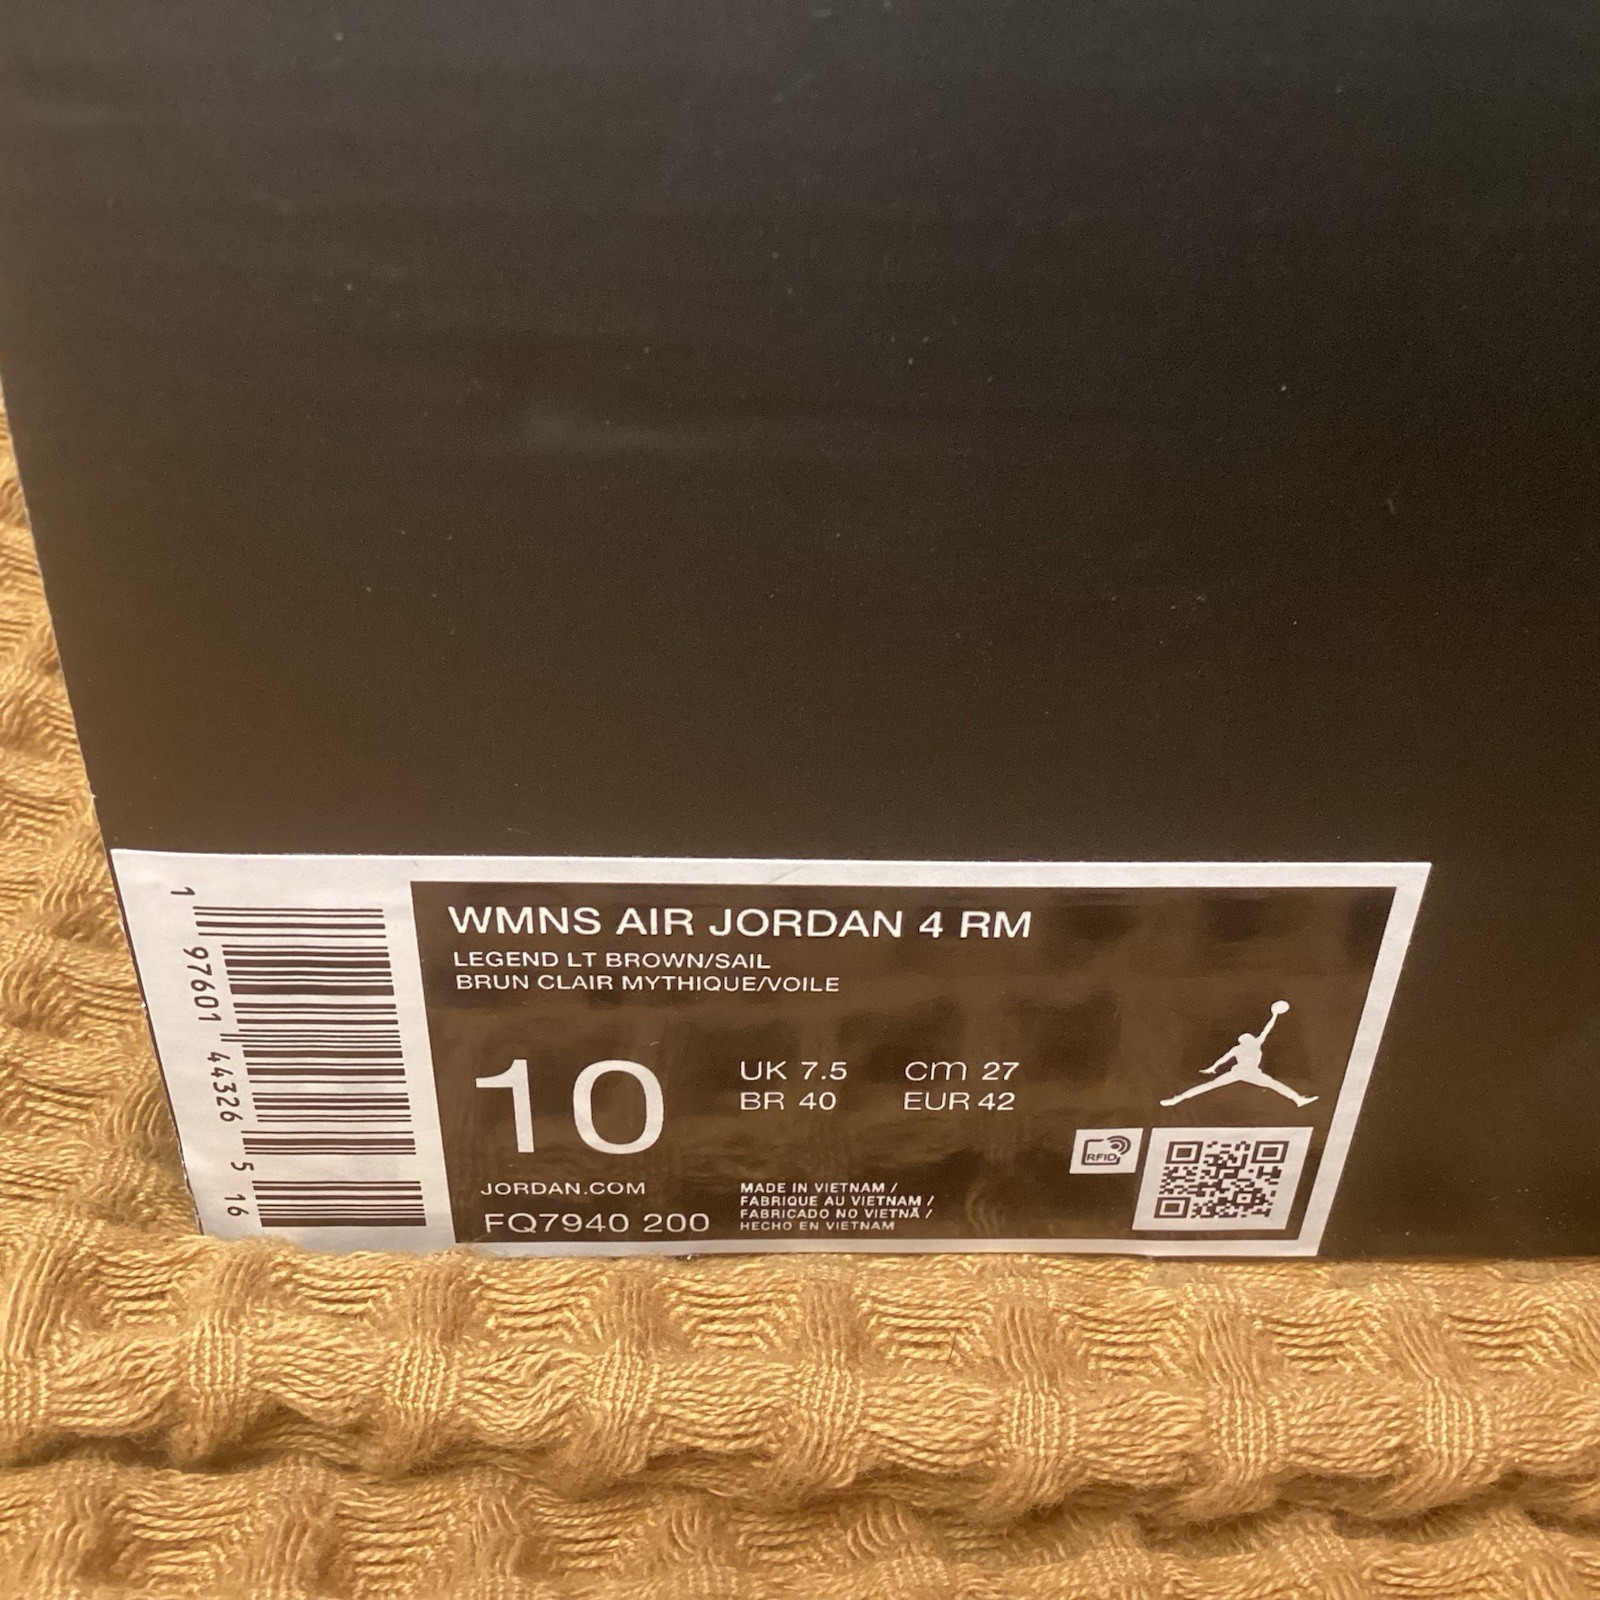 WMNS AIR JORDAN 4 RM
LEGEND LT BROWN/SAIL
BRUN CLAIR MYTHIQUE/VOILE
10
UK 7.5 cm 27
BR 40 EUR 42
JORDAN.COM
FQ7940 200
MADE IN VIETNAM /
FABRIQUE AU VIETNAM /
FABRICADO NO VIETNÃ /
HECHO EN VIETNAM
RFID
1 97601 44326 5 16